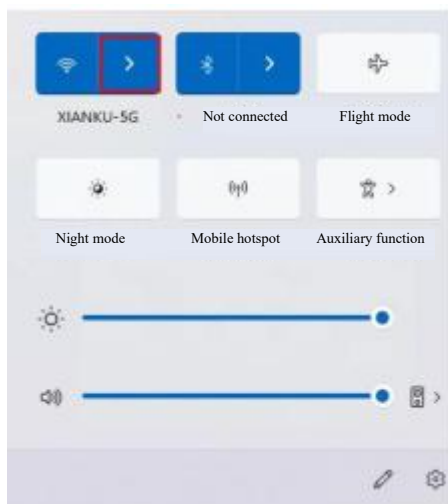 XIANKU-5G
Not connected
Flight mode
Night mode
Mobile hotspot
Auxiliary function